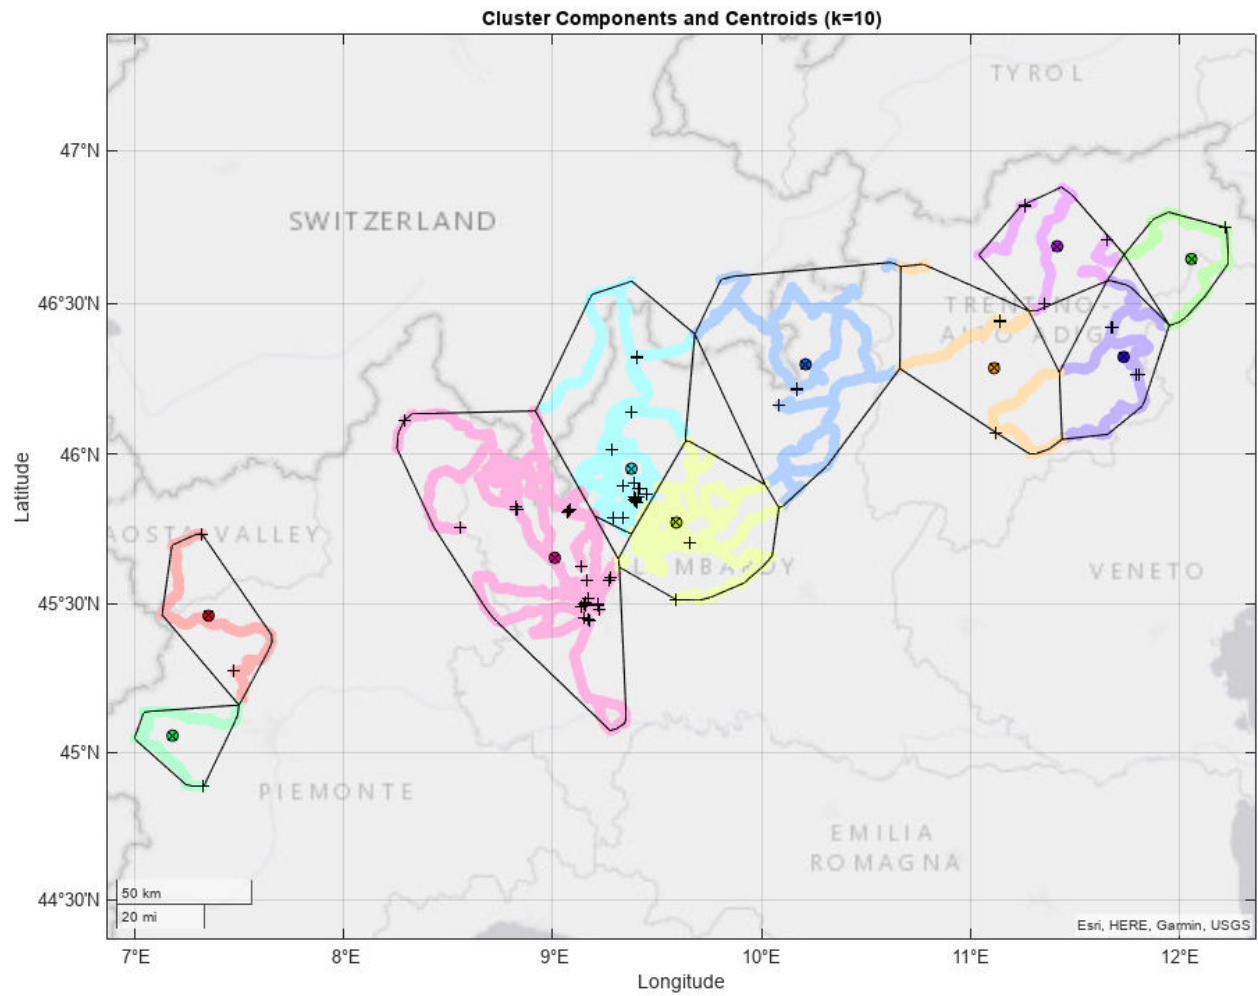 Cluster Components and Centroids (k=10)
TYROL
47°N
SWITZERLAND
46°30'N
TRENTINO-
ALTO ADIGE
46°N
Latitude
AOSTA VALLEY
LOMBARDY
VENETO
45°30'N
45°N
PIEMONTE
EMILIA
ROMAGNA
50 km
20 mi
44°30'N
Esri, HERE, Garmin, USGS
7°E 8°E 9°E 10°E 11°E 12°E
Longitude